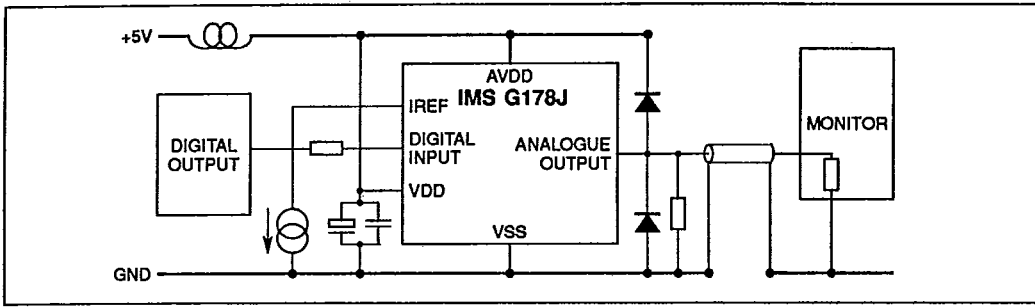 +5V
AVDD
IMS G178J
IREF
DIGITAL
OUTPUT
DIGITAL
INPUT
ANALOGUE
OUTPUT
MONITOR
VDD
VSS
GND